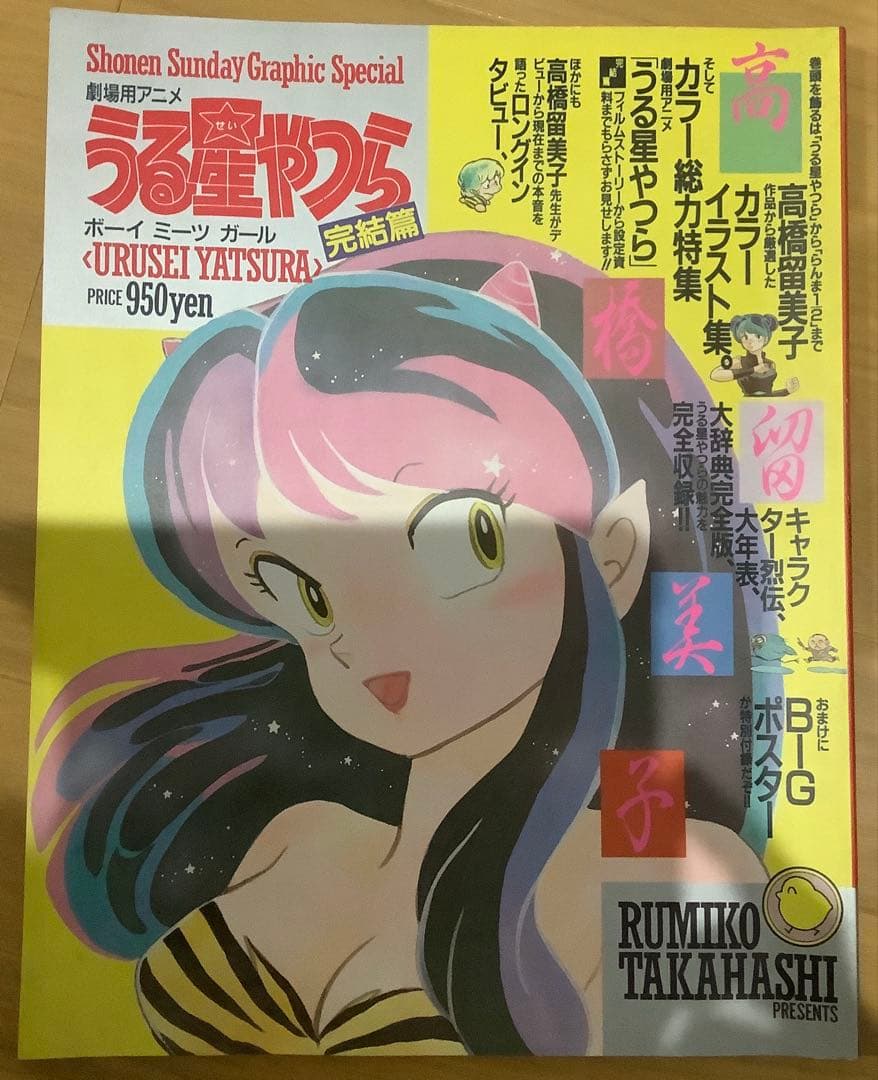 Shonen Sunday Graphic Special
劇場用アニメ
うる星やつら
せい
ボーイ ミーツ ガール
完結篇
<URUSEI YATSURA>
PRICE 950yen
高
橋
留
美
子
巻頭を飾るは「うる星やつら」から「らんま1/2」まで
高橋留美子
作品から厳選した
カラー
イラスト集。
そして
カラー総力特集
劇場用アニメ
「うる星やつら」
完結篇
フィルムストーリーから設定資
料までもらさずお見せします!!
ほかにも
高橋留美子先生がデ
ビューから現在までの本音を
語ったロングイン
タビュー、
キャラク
ター烈伝、
大年表、
大辞典完全版、
うる星やつらの魅力を
完全収録!!
おまけに
BIG
ポスター
が特別付録だぞ!!
RUMIKO
TAKAHASHI
PRESENTS